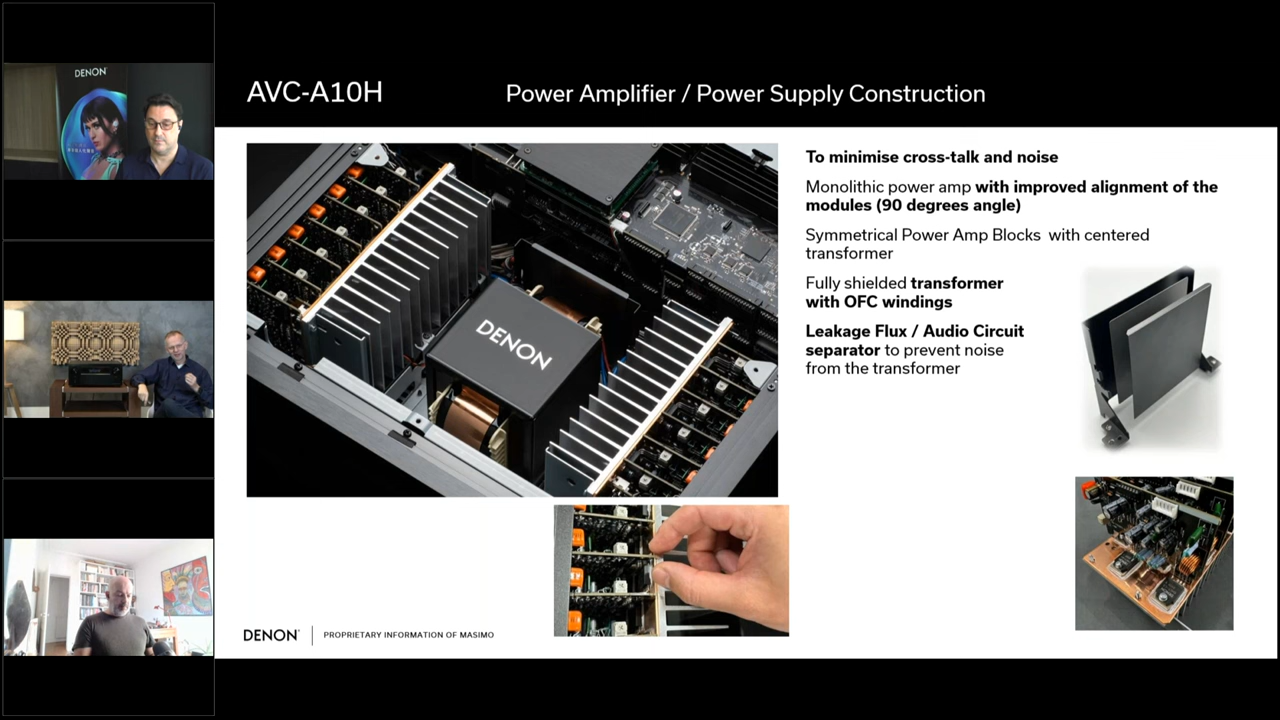 DENON
AVC-A10H
Power Amplifier / Power Supply Construction
DENON
To minimise cross-talk and noise
Monolithic power amp with improved alignment of the
modules (90 degrees angle)
Symmetrical Power Amp Blocks with centered
transformer
Fully shielded transformer
with OFC windings
Leakage Flux / Audio Circuit
separator to prevent noise
from the transformer
DENON
PROPRIETARY INFORMATION OF MASIMO